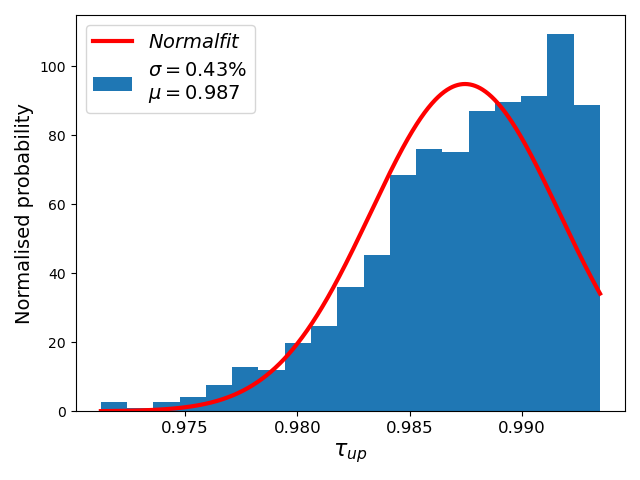 Normalfit
σ = 0.43%
μ = 0.987
Normalised probability
100
80
60
40
20
0
0.975 0.980 0.985 0.990
τup